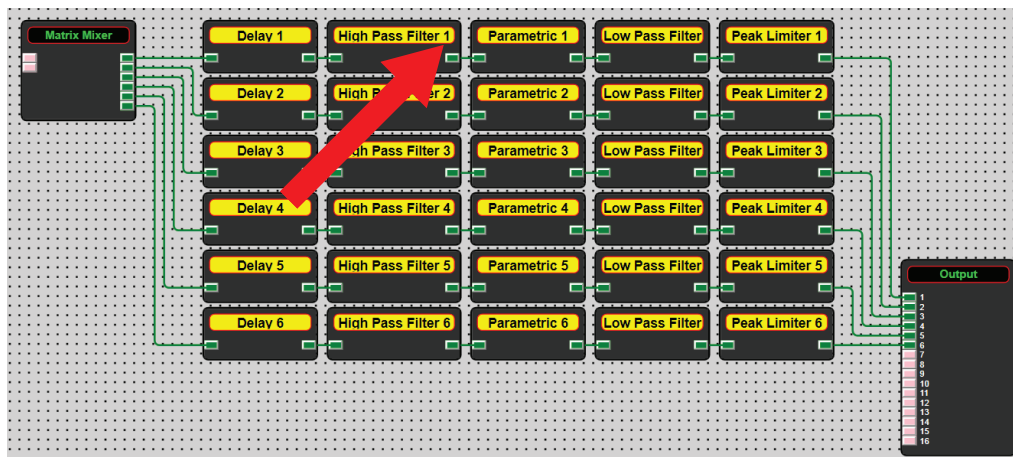 Matrix Mixer
Delay 1 High Pass Filter 1 Parametric 1 Low Pass Filter Peak Limiter 1
Delay 2 High Filter 2 Parametric 2 Low Pass Filter Peak Limiter 2
Delay 3 Pass Filter 3 Parametric 3 Low Pass Filter Peak Limiter 3
Delay 4 High Pass Filter 4 Parametric 4 Low Pass Filter Peak Limiter 4
Delay 5 High Pass Filter 5 Parametric 5 Low Pass Filter Peak Limiter 5
Delay 6 High Pass Filter 6 Parametric 6 Low Pass Filter Peak Limiter 6
Output
1
2
3
4
5
6
7
8
9
10
11
12
13
14
15
16